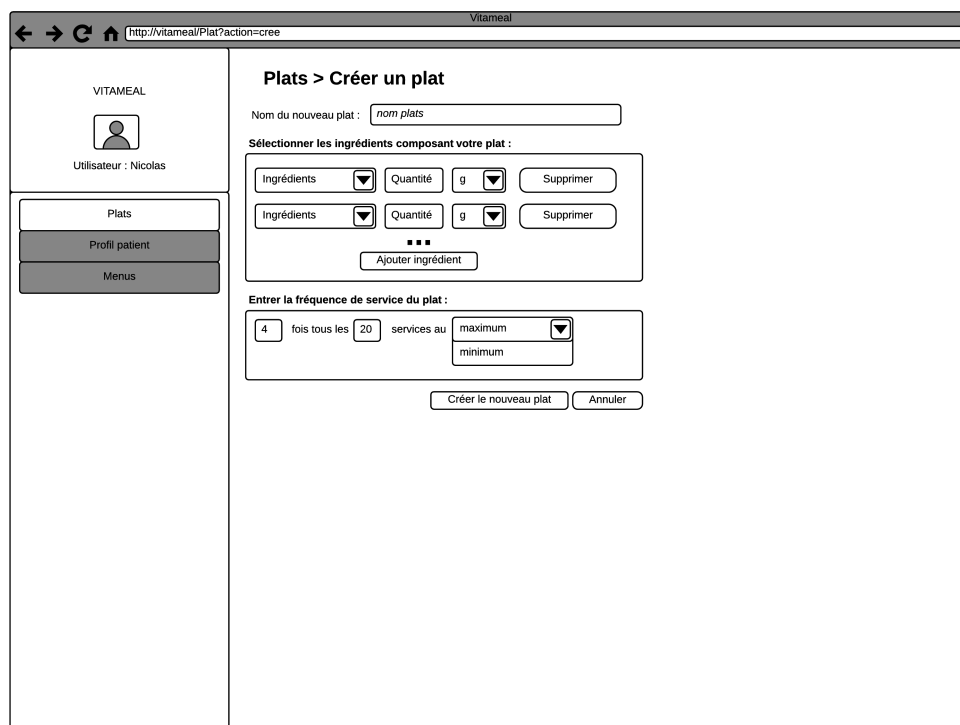 Vitameal
http://vitameal/Plat?action=cree
VITAMEAL
Utilisateur : Nicolas
Plats
Profil patient
Menus
Plats > Créer un plat
Nom du nouveau plat : nom plats
Sélectionner les ingrédients composant votre plat :
Ingrédients Quantité g Supprimer
Ingrédients Quantité g Supprimer
...
Ajouter ingrédient
Entrer la fréquence de service du plat :
4 fois tous les 20 services au maximum
minimum
Créer le nouveau plat Annuler